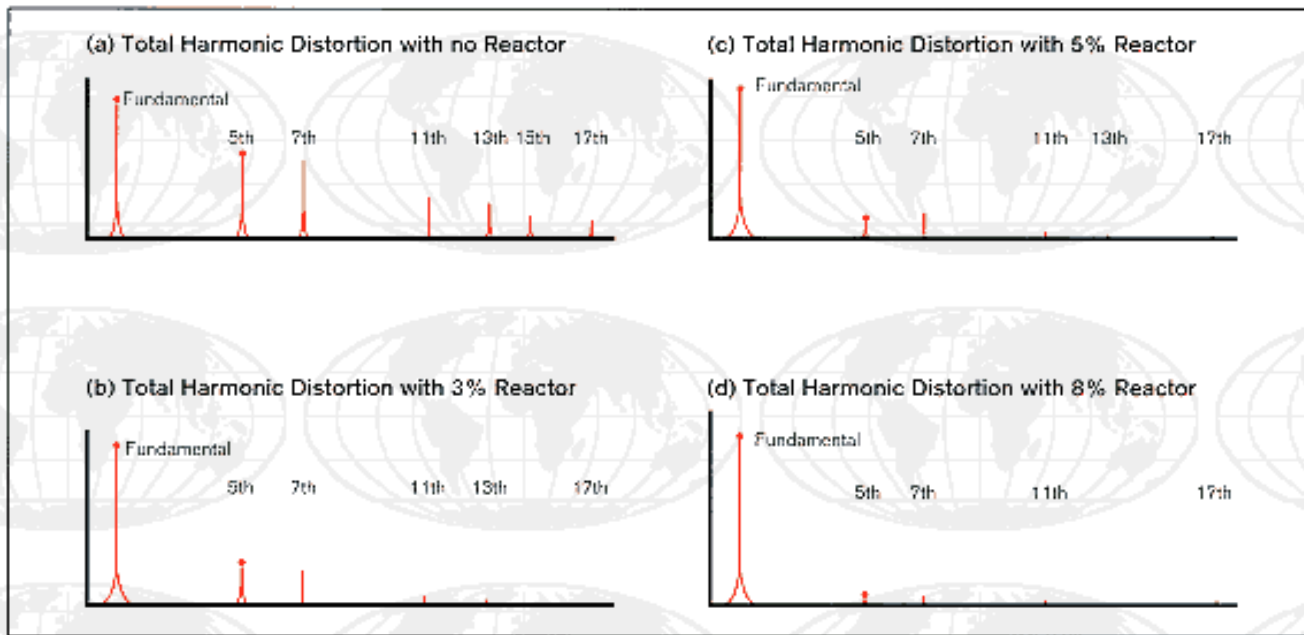 (a) Total Harmonic Distortion with no Reactor
Fundamental
5th 7th 11th 13th 15th 17th
(c) Total Harmonic Distortion with 5% Reactor
Fundamental
5th 7th 11th 13th 17th
(b) Total Harmonic Distortion with 3% Reactor
Fundamental
5th 7th 11th 13th 17th
(d) Total Harmonic Distortion with 8% Reactor
Fundamental
5th 7th 11th 17th